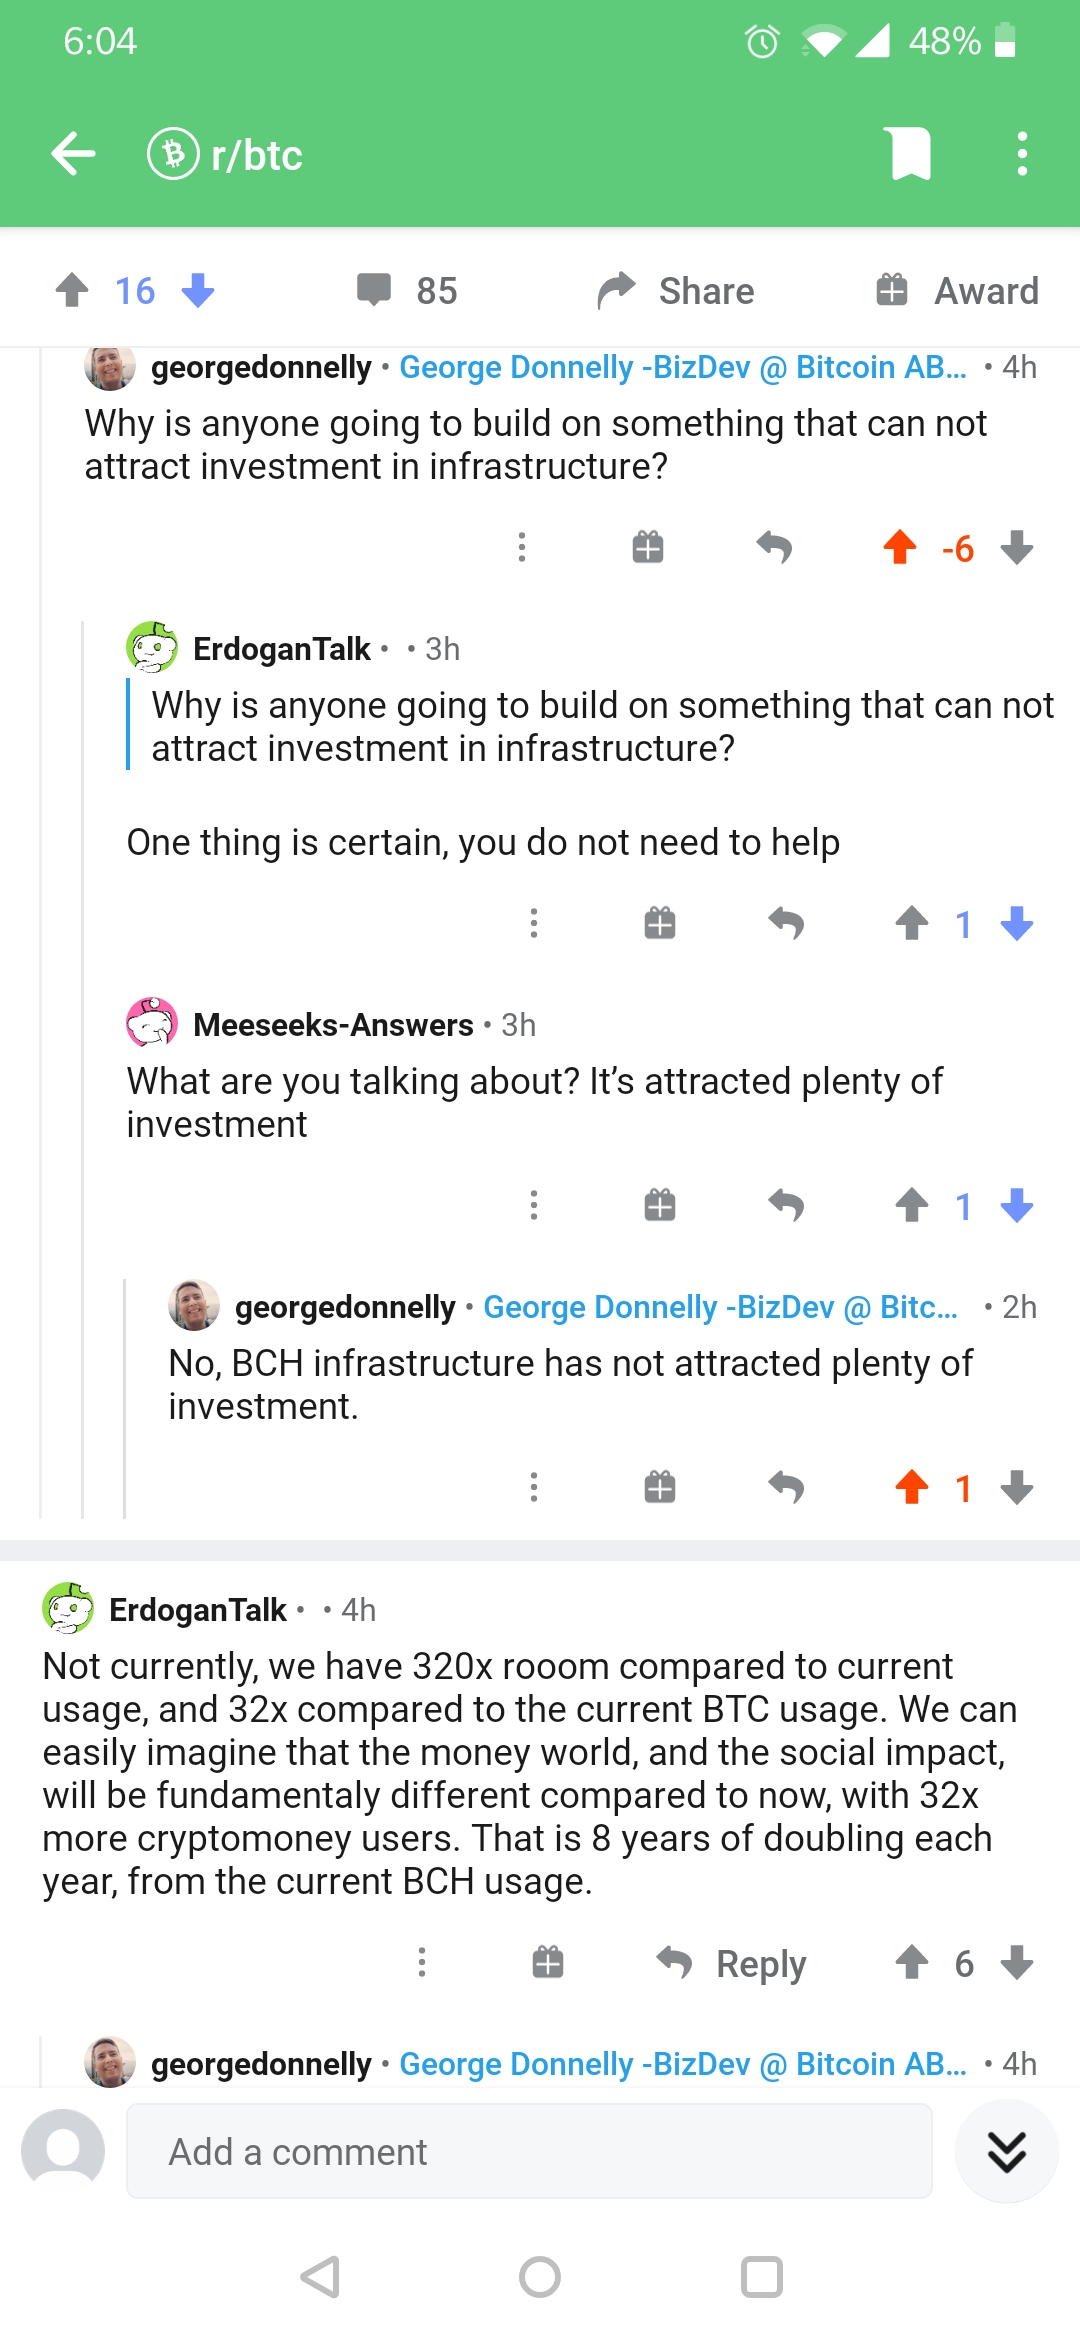 6:04
48%
r/btc
16
85
Share
Award
georgedonnelly • George Donnelly -BizDev @ Bitcoin AB... • 4h
Why is anyone going to build on something that can not
attract investment in infrastructure?
-6
ErdoganTalk • • 3h
Why is anyone going to build on something that can not
attract investment in infrastructure?
One thing is certain, you do not need to help
1
Meeseeks-Answers • 3h
What are you talking about? It’s attracted plenty of
investment
1
georgedonnelly • George Donnelly -BizDev @ Bitc... • 2h
No, BCH infrastructure has not attracted plenty of
investment.
1
ErdoganTalk • • 4h
Not currently, we have 320x rooom compared to current
usage, and 32x compared to the current BTC usage. We can
easily imagine that the money world, and the social impact,
will be fundamentaly different compared to now, with 32x
more cryptomoney users. That is 8 years of doubling each
year, from the current BCH usage.
Reply
6
georgedonnelly • George Donnelly -BizDev @ Bitcoin AB... • 4h
Add a comment